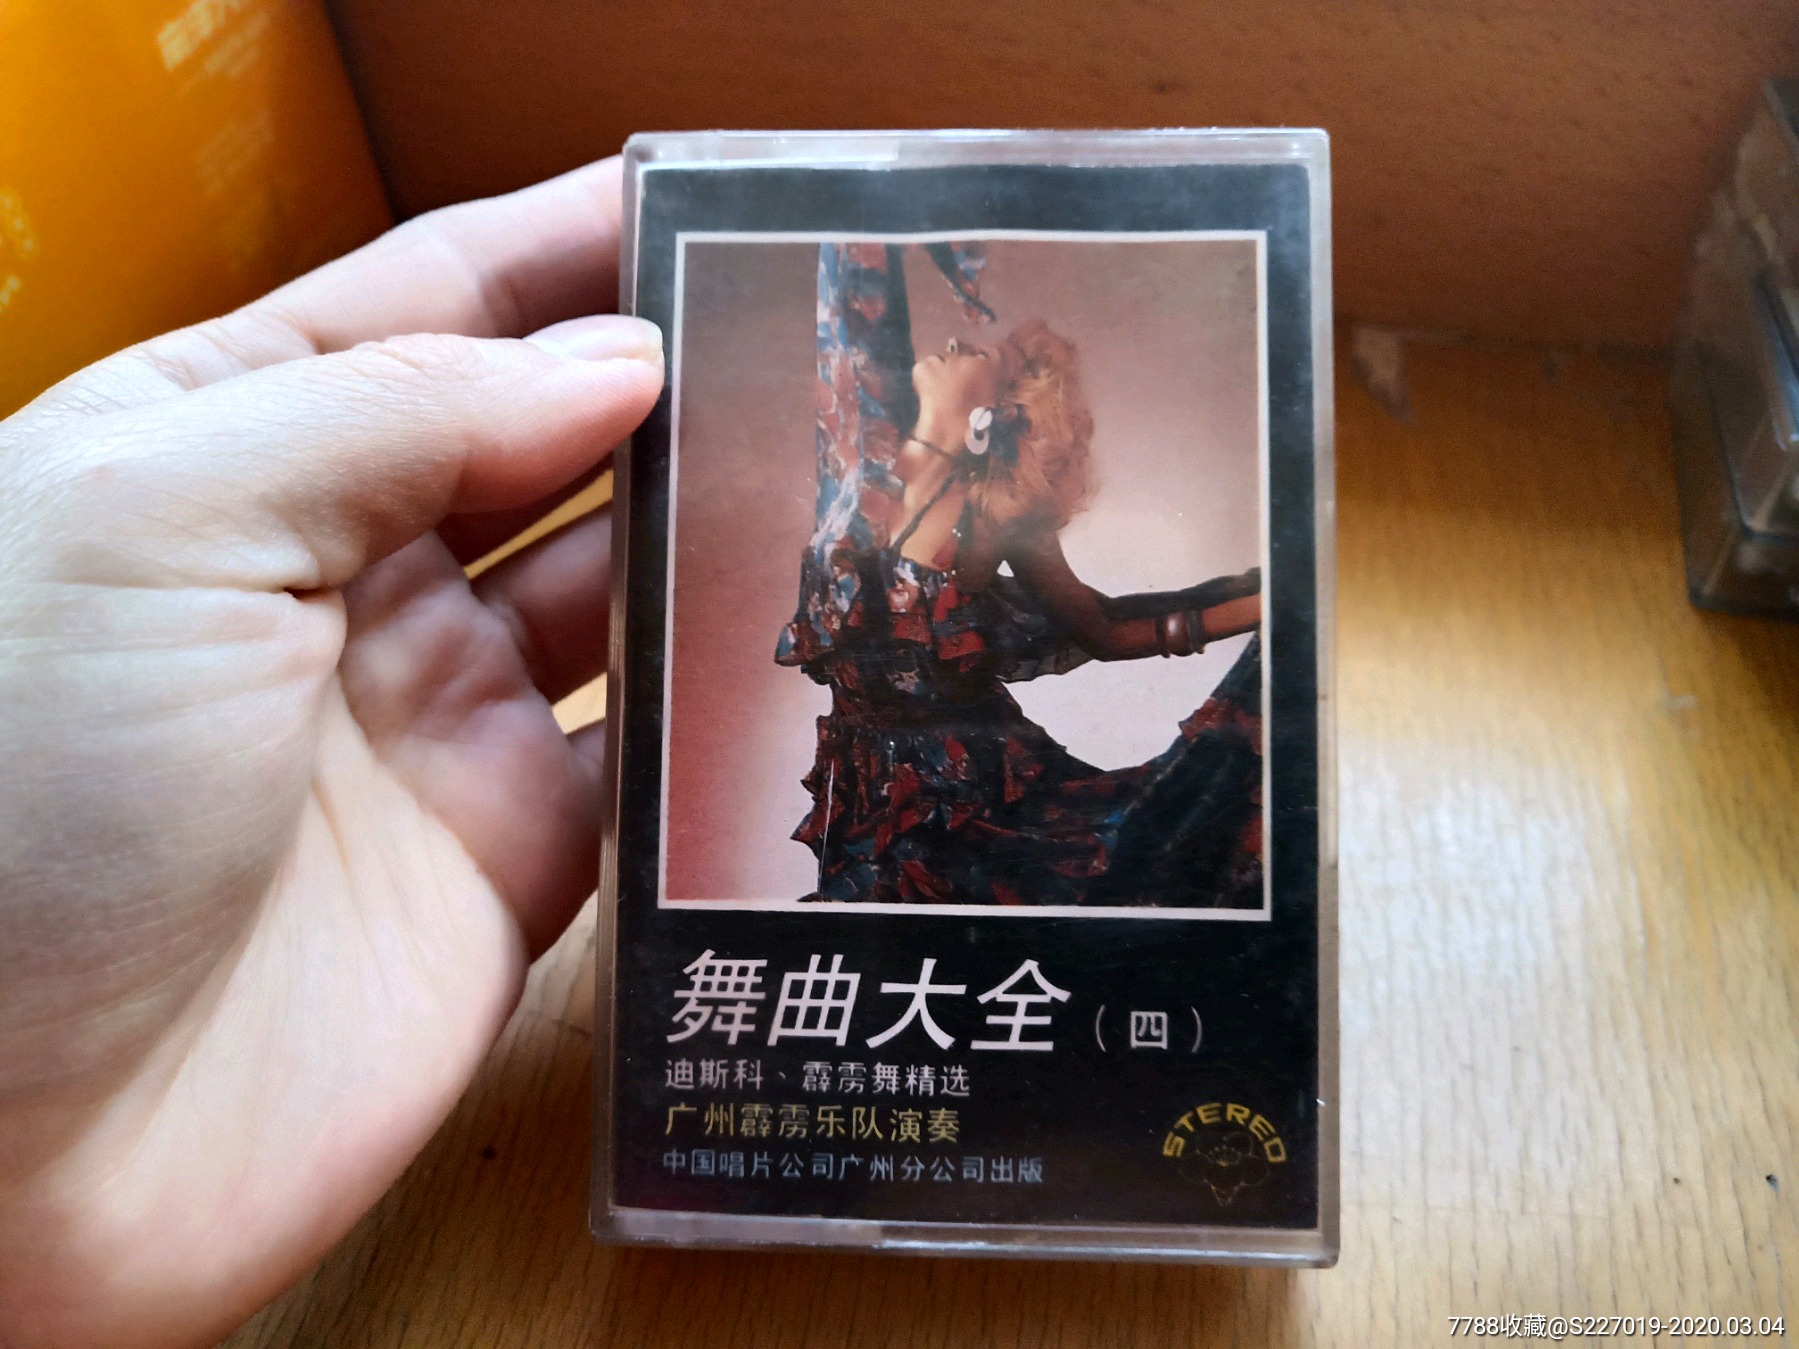 舞曲大全（四）
迪斯科、霹雳舞精选
广州霹雳乐队演奏
中国唱片公司广州分公司出版
STEREO
7788收藏@S227019-2020.03.04